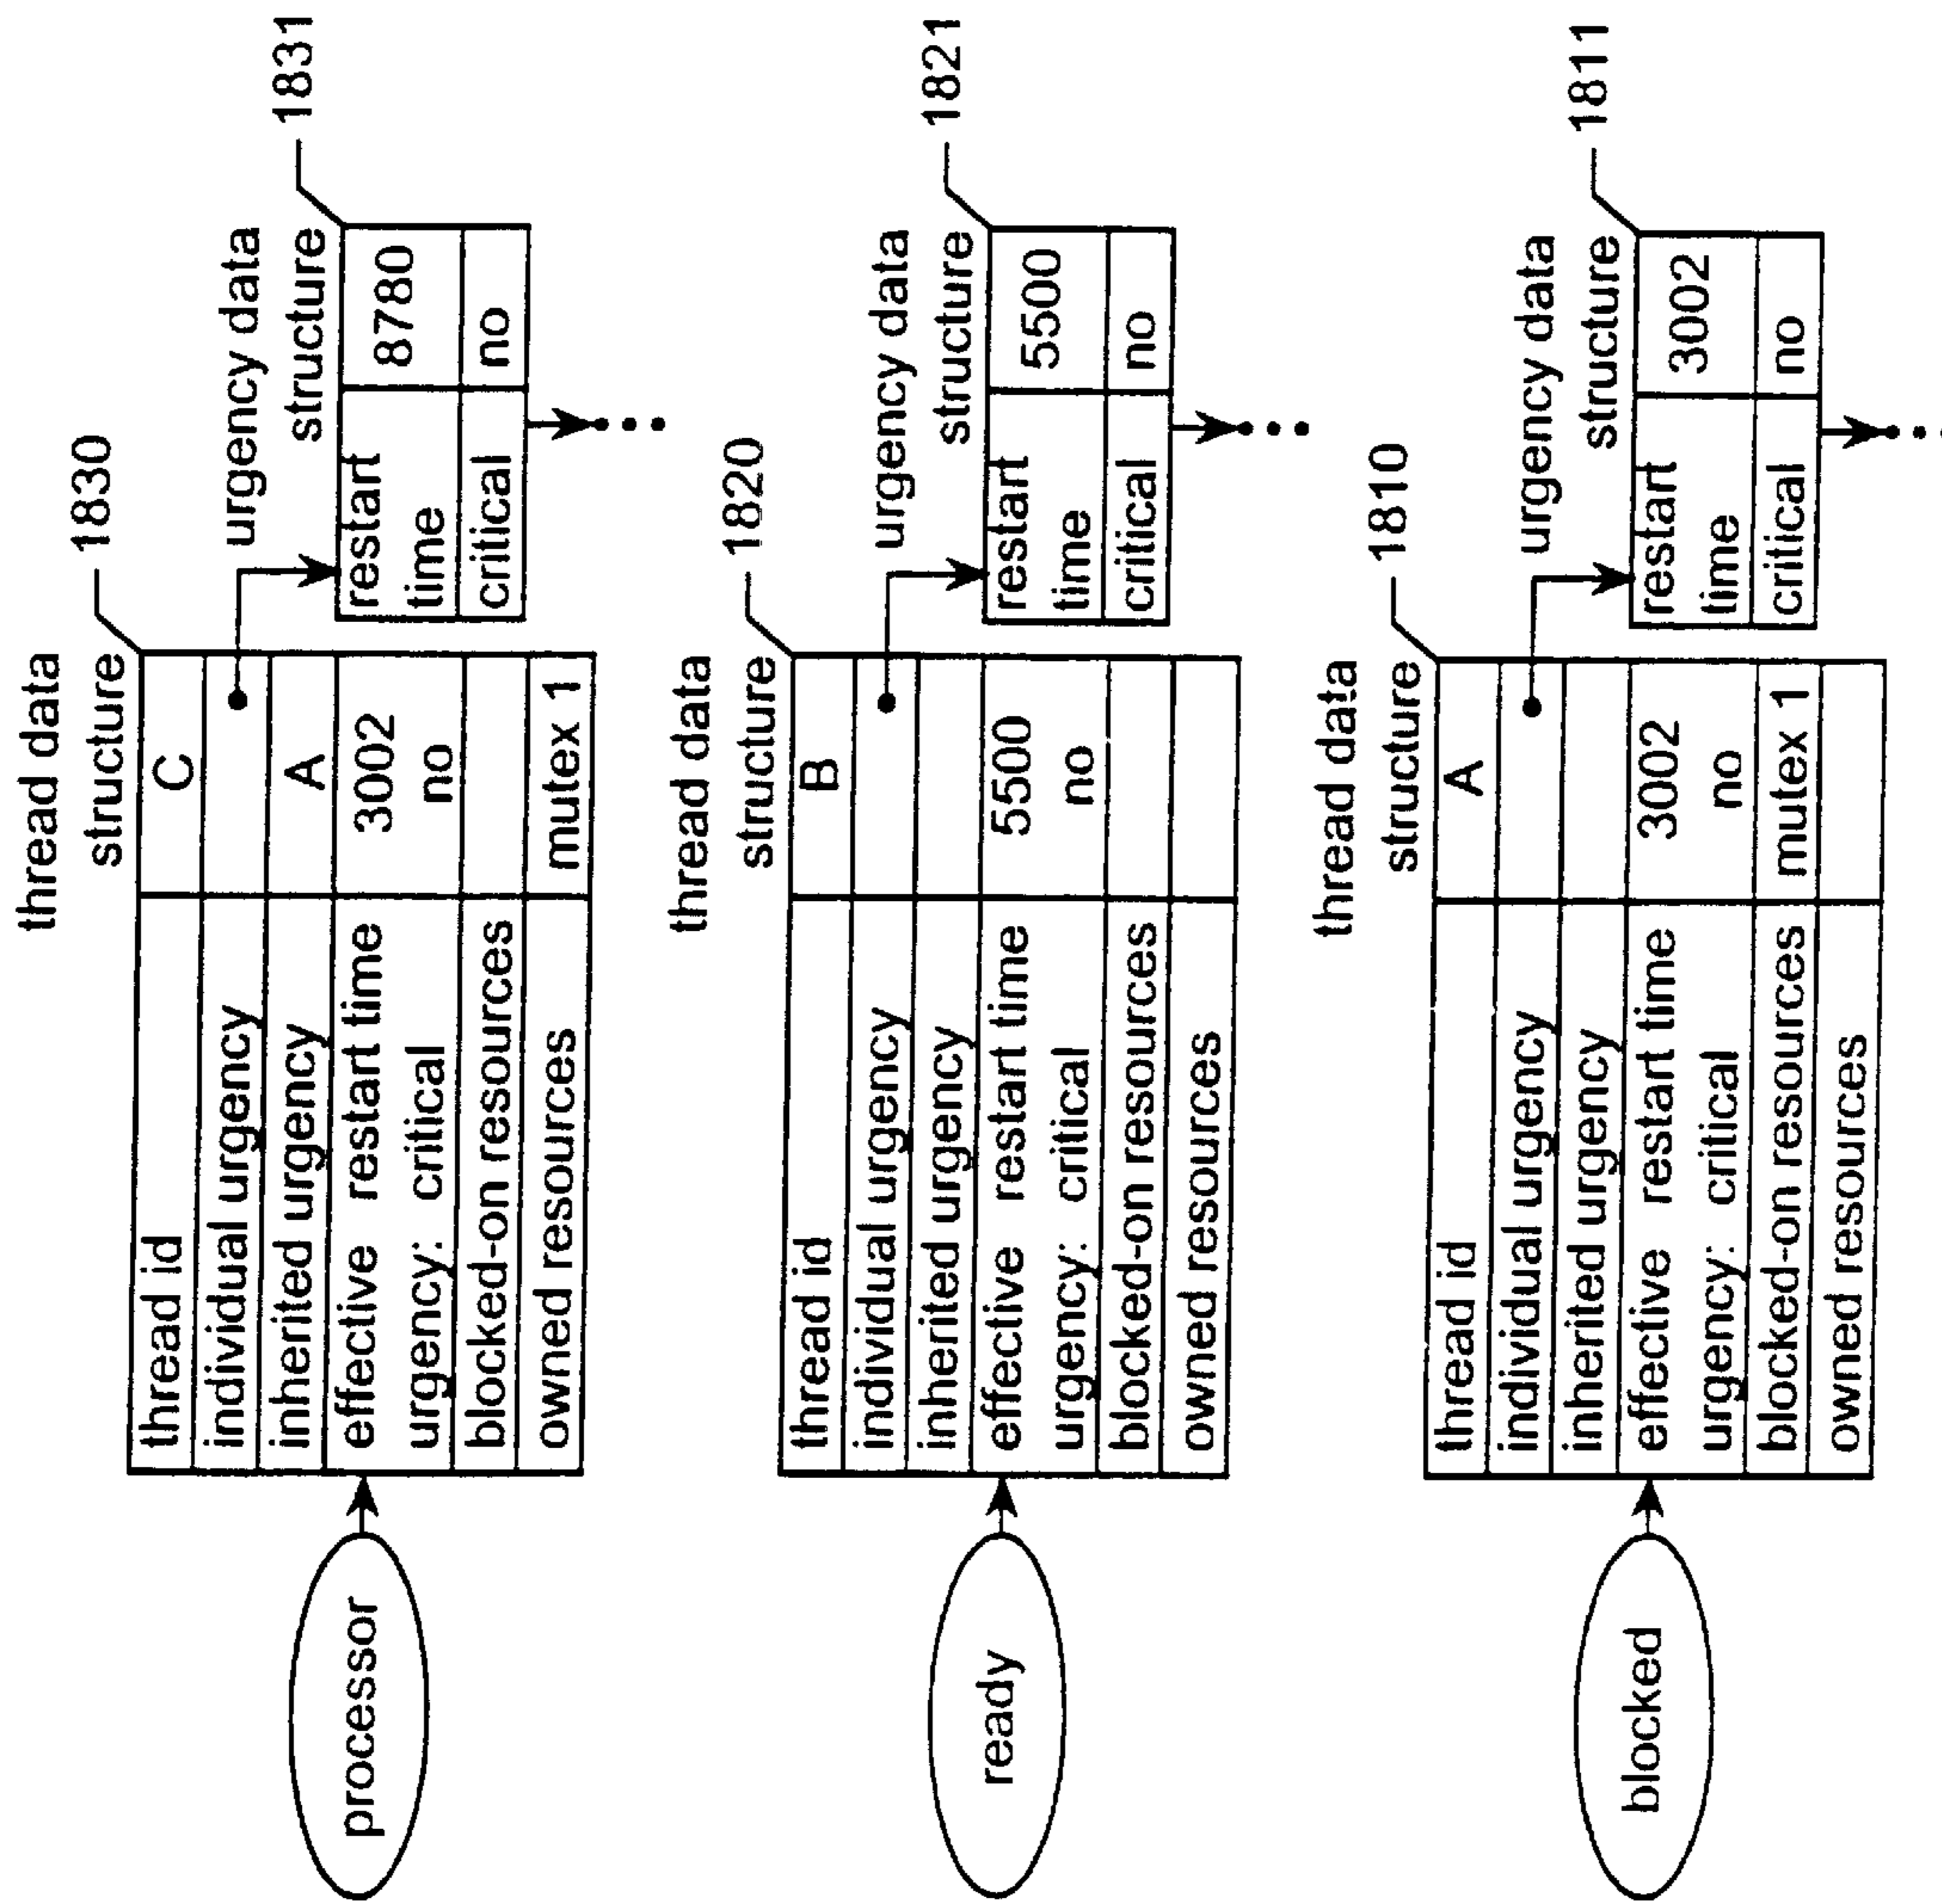 thread data
structure
1830
processor
thread id C
individual urgency
inherited urgency A
effective restart time 3002
urgency: critical no
blocked-on resources
owned resources mutex 1
urgency data
structure
1831
restart 8780
time
critical no
thread data
structure
1820
ready
thread id B
individual urgency
inherited urgency
effective restart time 5500
urgency: critical no
blocked-on resources
owned resources
urgency data
structure
1821
restart 5500
time
critical no
thread data
structure
1810
blocked
thread id A
individual urgency
inherited urgency
effective restart time 3002
urgency: critical no
blocked-on resources mutex 1
owned resources
urgency data
structure
1811
restart 3002
time
critical no